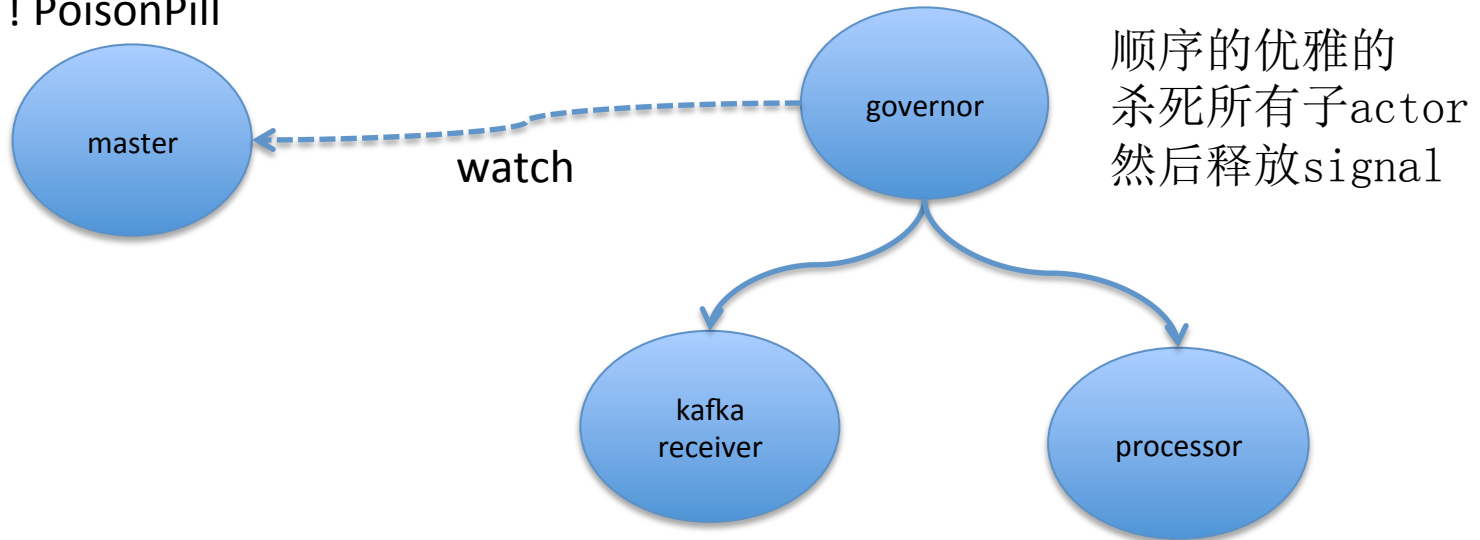 ! PoisonPill
master
watch
governor
顺序的优雅的
杀死所有子actor
然后释放signal
kafka
receiver
processor